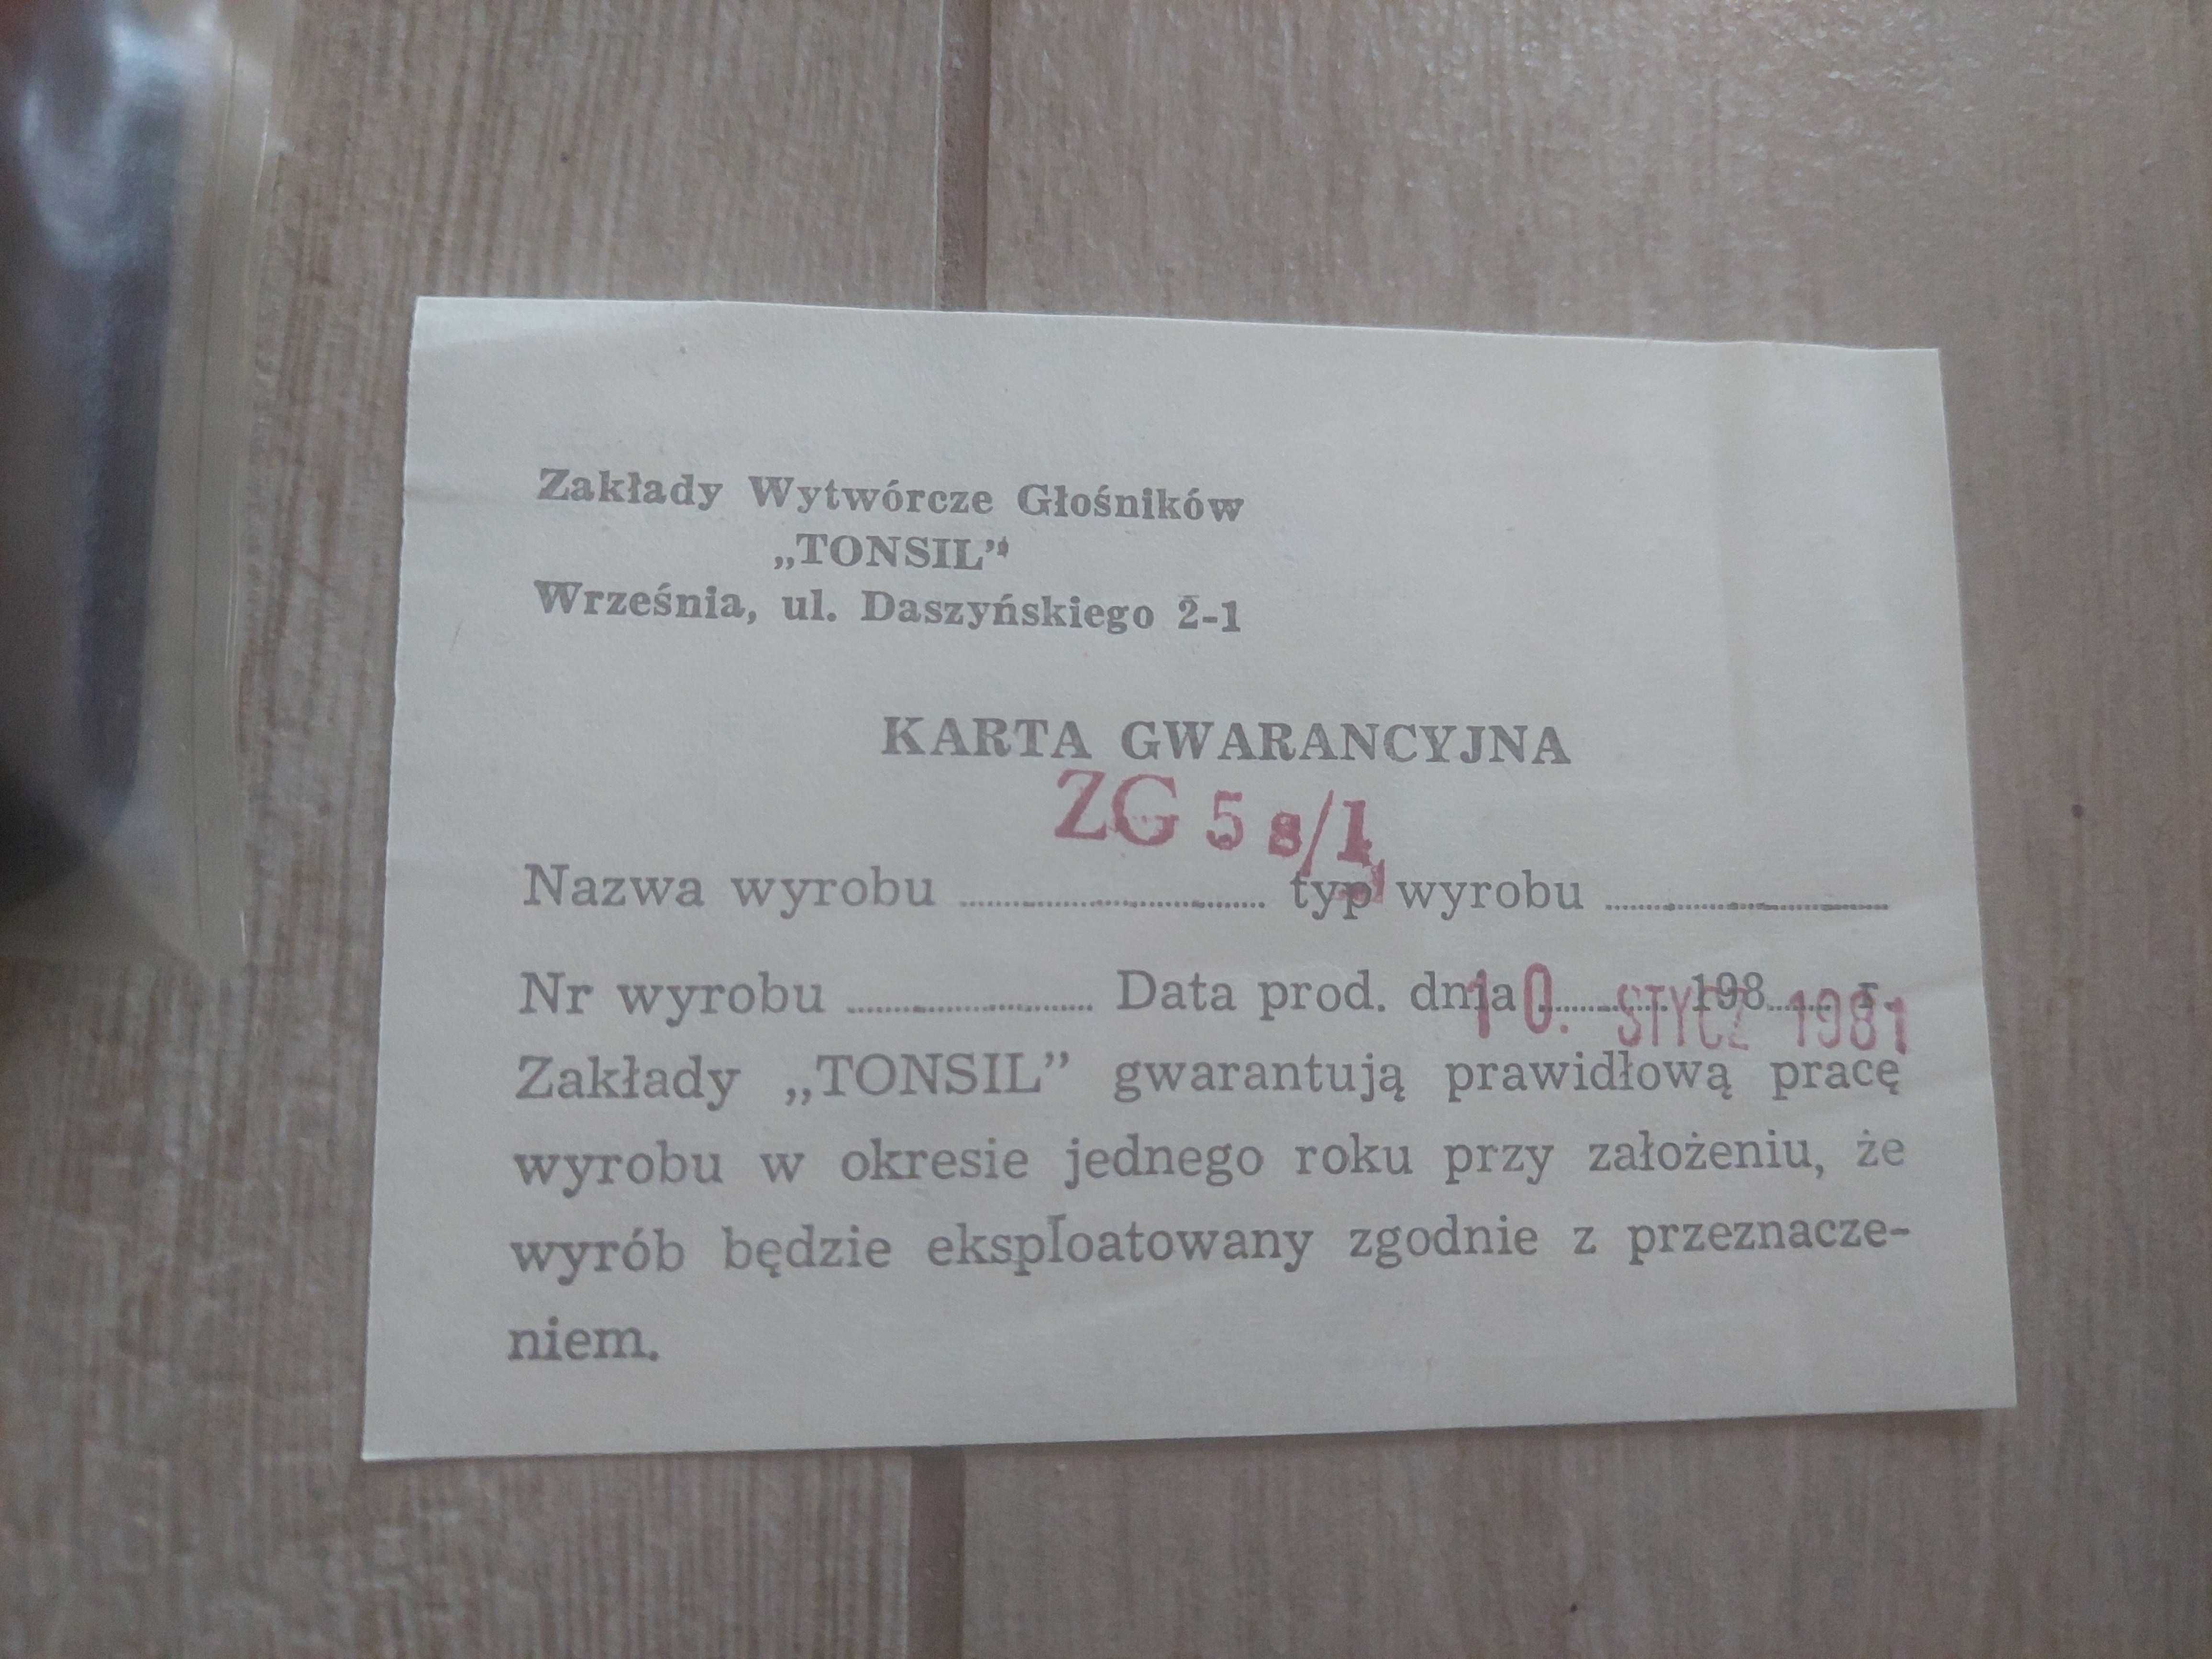 Zakłady Wytwórcze Głośników
„TONSIL”
Września, ul. Daszyńskiego 2-1
KARTA GWARANCYJNA
ZG 5 s/1
Nazwa wyrobu .............................. typ wyrobu ..............................
Nr wyrobu ........................ Data prod. dnia ............ 198...... r.
10. STYCZ 1981
Zakłady „TONSIL” gwarantują prawidłową pracę
wyrobu w okresie jednego roku przy założeniu, że
wyrób będzie eksploatowany zgodnie z przeznacze-
niem.